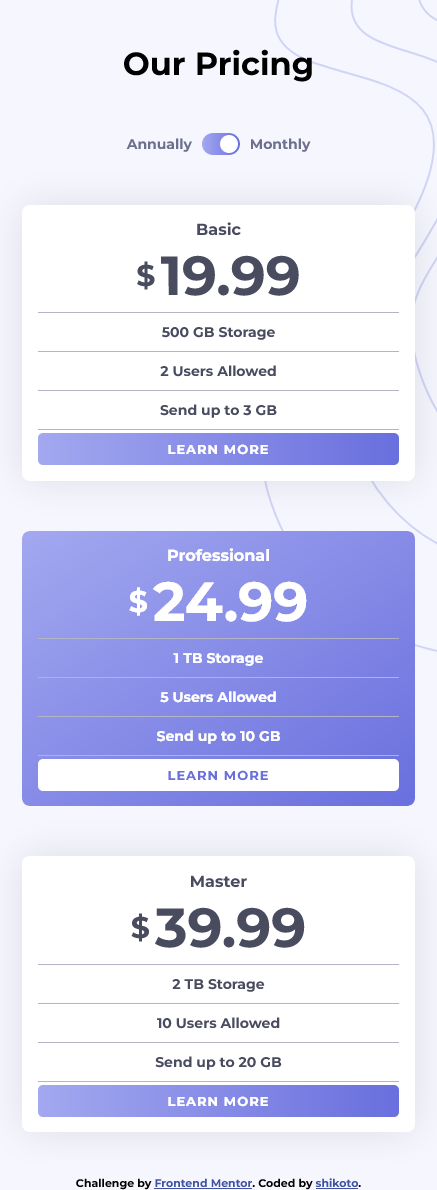 Our Pricing
Annually Monthly
Basic
$19.99
500 GB Storage
2 Users Allowed
Send up to 3 GB
LEARN MORE
Professional
$24.99
1 TB Storage
5 Users Allowed
Send up to 10 GB
LEARN MORE
Master
$39.99
2 TB Storage
10 Users Allowed
Send up to 20 GB
LEARN MORE
Challenge by Frontend Mentor. Coded by shikoto.